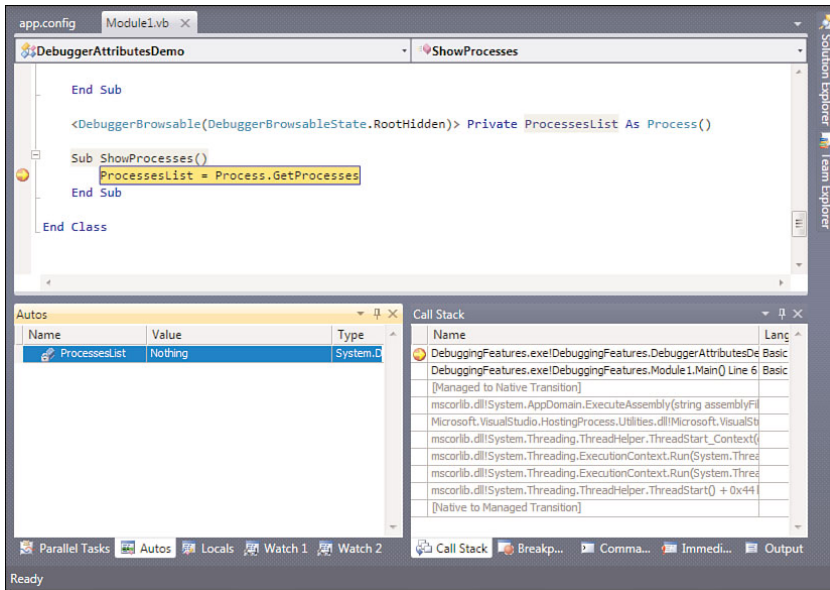 app.config Module1.vb
DebuggerAttributesDemo ShowProcesses
End Sub
<DebuggerBrowsable(DebuggerBrowsableState.RootHidden)> Private ProcessesList As Process()
Sub ShowProcesses()
ProcessesList = Process.GetProcesses
End Sub
End Class
Solution Explorer
Team Explorer
Autos
Name Value Type
ProcessesList Nothing System.D
Call Stack
Name Lang
DebuggingFeatures.exe!DebuggingFeatures.DebuggerAttributesDe Basic
DebuggingFeatures.exe!DebuggingFeatures.Module1.Main() Line 6 Basic
[Managed to Native Transition]
mscorlib.dll!System.AppDomain.ExecuteAssembly(string assemblyFil
Microsoft.VisualStudio.HostingProcess.Utilities.dll!Microsoft.VisualStu
mscorlib.dll!System.Threading.ThreadHelper.ThreadStart_Context(
mscorlib.dll!System.Threading.ExecutionContext.Run(System.Threa
mscorlib.dll!System.Threading.ExecutionContext.Run(System.Threa
mscorlib.dll!System.Threading.ThreadHelper.ThreadStart() + 0x44
[Native to Managed Transition]
Parallel Tasks Autos Locals Watch 1 Watch 2
Call Stack Breakp... Comma... Immedi... Output
Ready